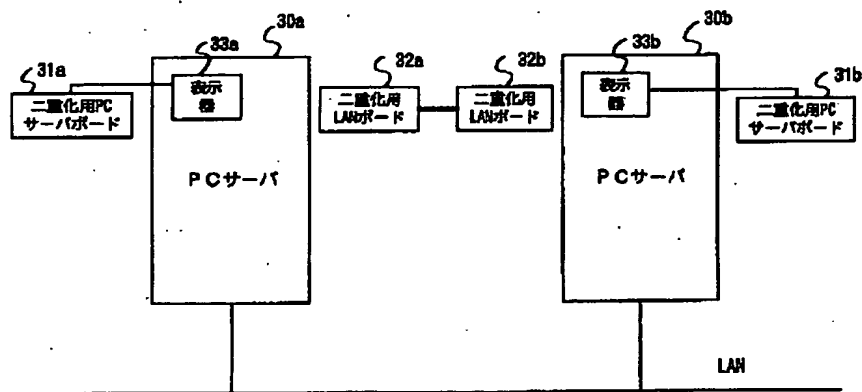 30a
33a
31a
二重化用PC
サーバボード
表示
器
PCサーバ
32a
二重化用
LANボード
32b
二重化用
LANボード
30b
33b
31b
表示
器
二重化用PC
サーバボード
PCサーバ
LAN